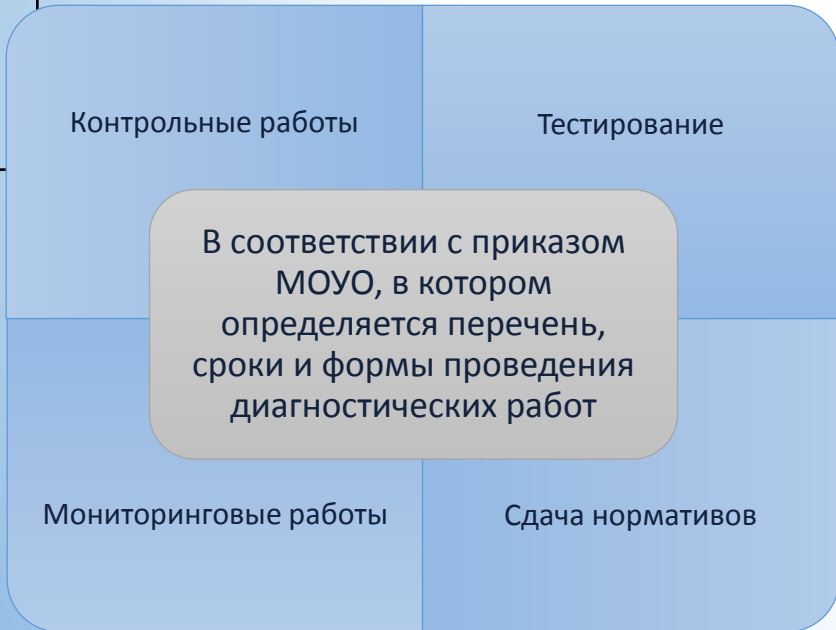 Контрольные работы
Тестирование
В соответствии с приказом
МОУО, в котором
определяется перечень,
сроки и формы проведения
диагностических работ
Мониторинговые работы
Сдача нормативов